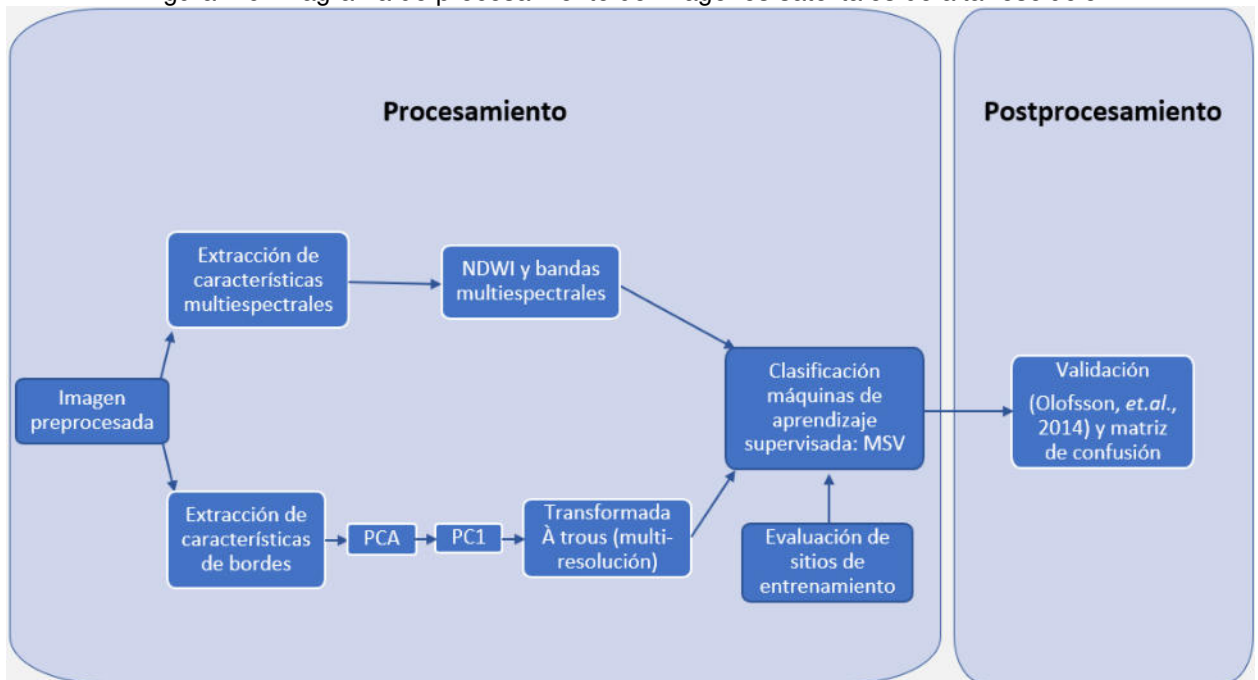 Procesamiento
Postprocesamiento
Extracción de
características
multiespectrales
NDWI y bandas
multiespectrales
Imagen
preprocesada
Clasificación
máquinas de
aprendizaje
supervisada: MSV
Validación
(Olofsson, et.al.,
2014) y matriz
de confusión
Extracción de
características
de bordes
PCA
PC1
Transformada
À trous (multi-
resolución)
Evaluación de
sitios de
entrenamiento